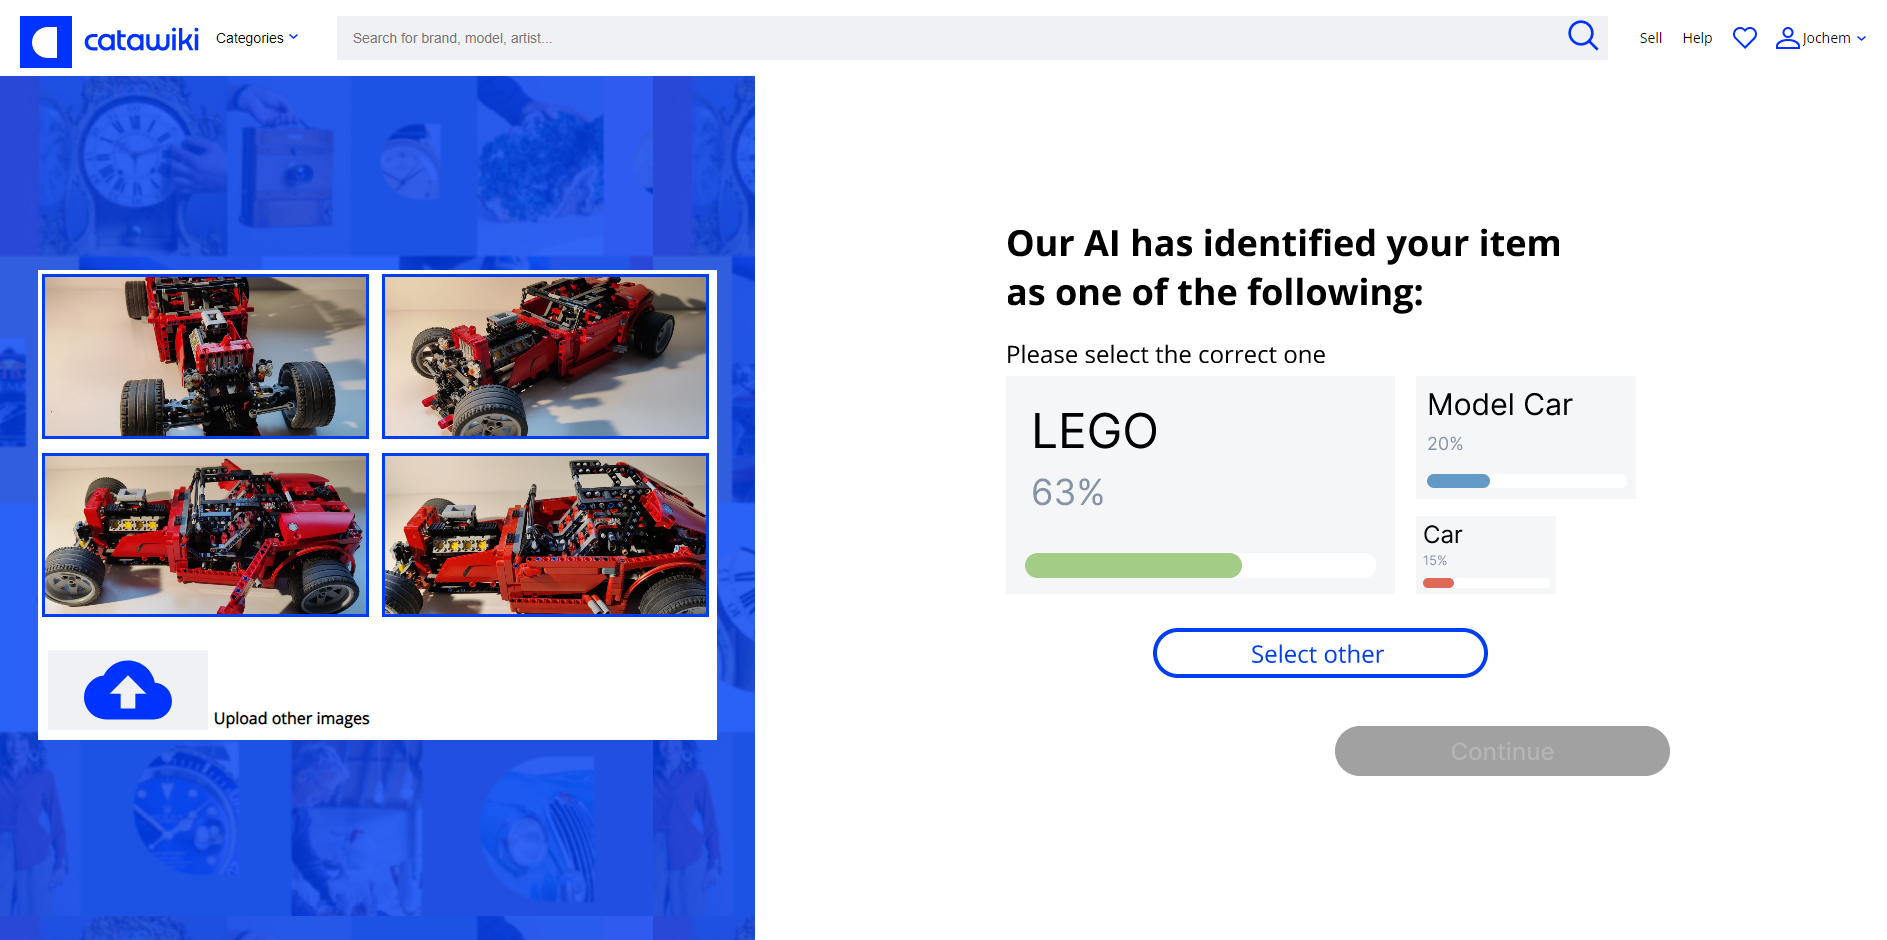 catawiki
Categories
Search for brand, model, artist...
Sell
Help
Jochem
Our AI has identified your item
as one of the following:
Please select the correct one
LEGO
63%
Model Car
20%
Car
15%
Select other
Continue
Upload other images